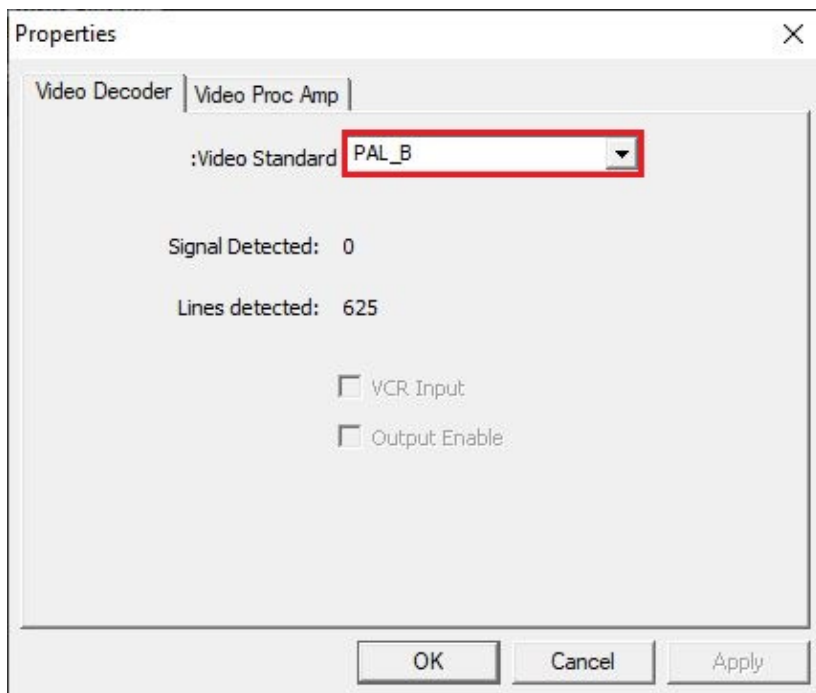 Properties
Video Decoder Video Proc Amp
:Video Standard PAL_B
Signal Detected: 0
Lines detected: 625
VCR Input
Output Enable
OK Cancel Apply